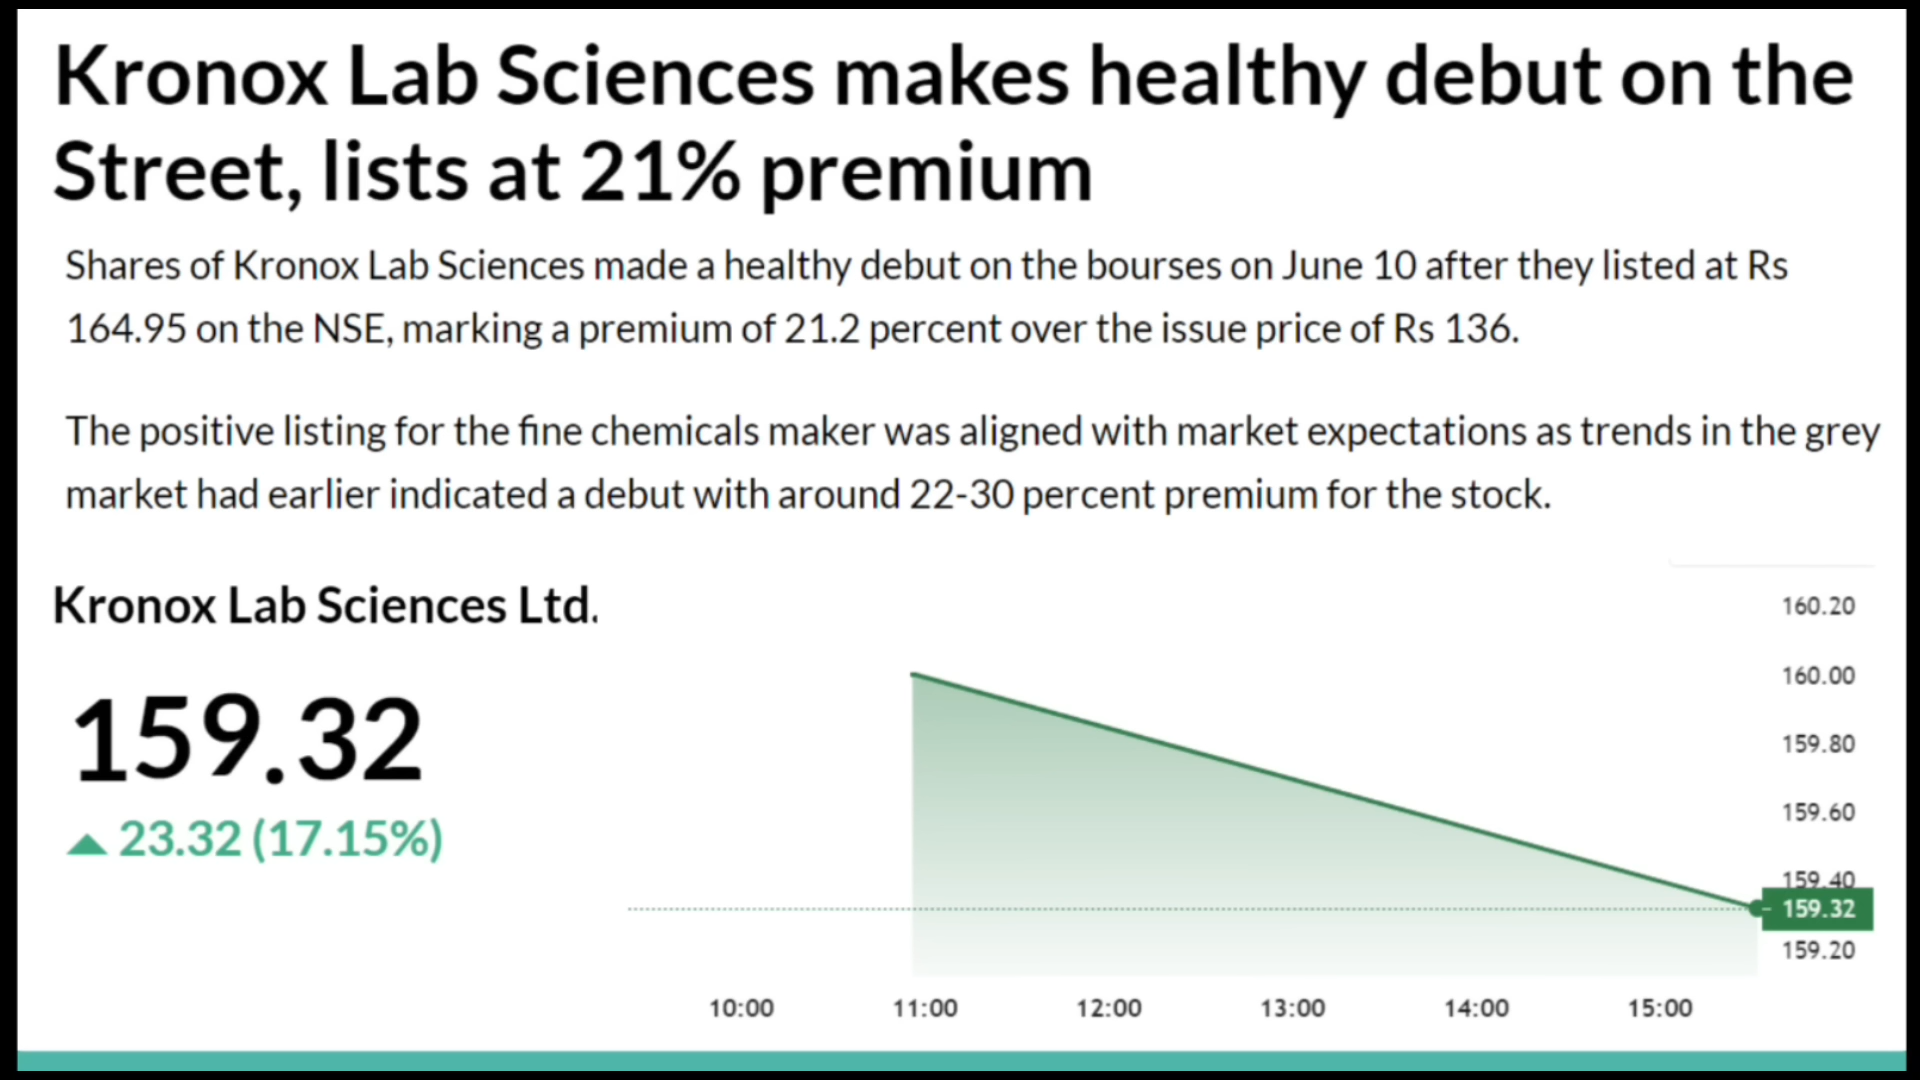 Kronox Lab Sciences makes healthy debut on the
Street, lists at 21% premium
Shares of Kronox Lab Sciences made a healthy debut on the bourses on June 10 after they listed at Rs
164.95 on the NSE, marking a premium of 21.2 percent over the issue price of Rs 136.
The positive listing for the fine chemicals maker was aligned with market expectations as trends in the grey
market had earlier indicated a debut with around 22-30 percent premium for the stock.
Kronox Lab Sciences Ltd.
159.32
▲ 23.32 (17.15%)
160.20
160.00
159.80
159.60
159.40
159.32
159.20
10:00 11:00 12:00 13:00 14:00 15:00